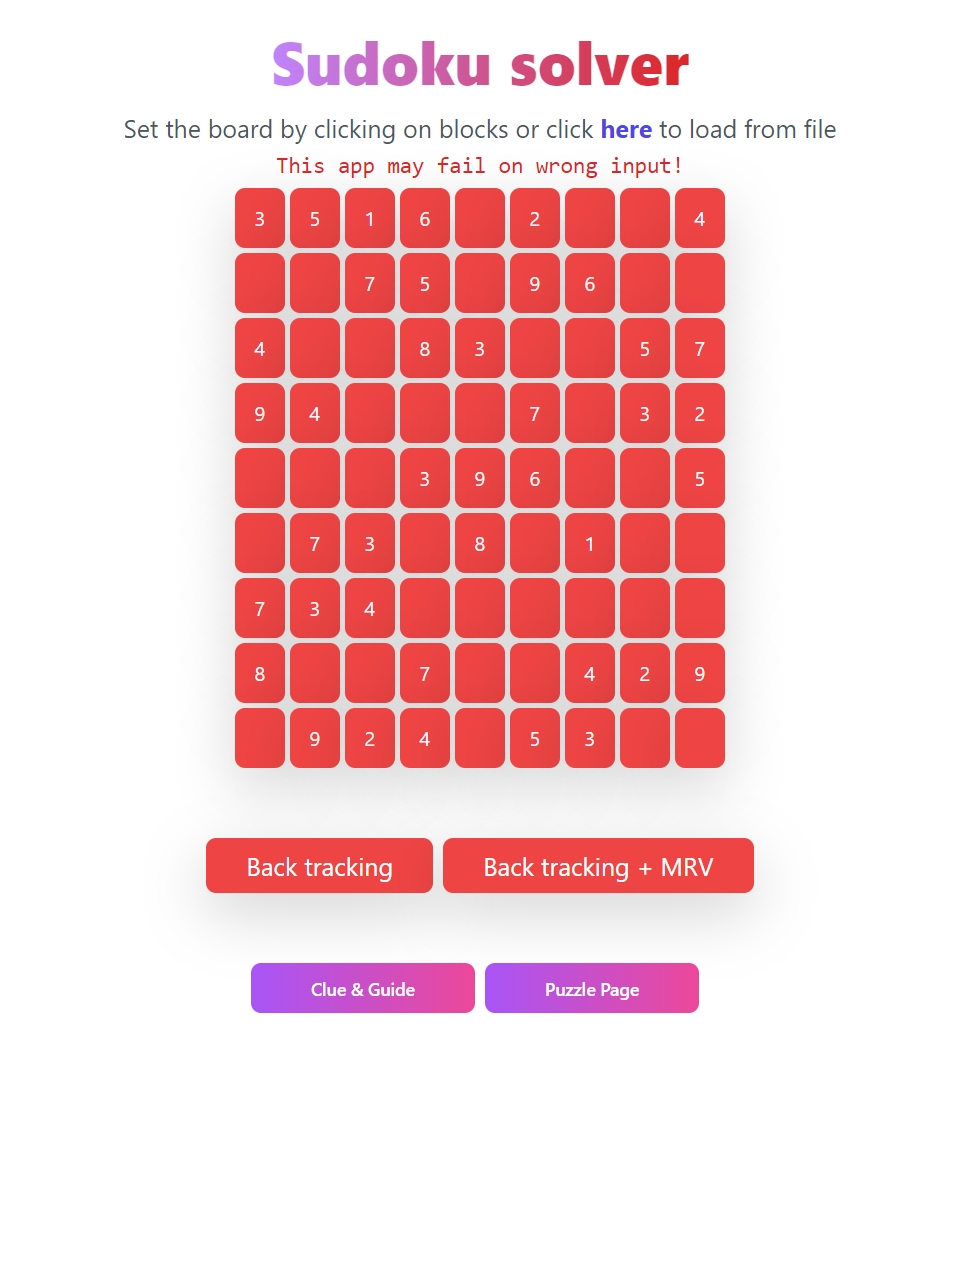 Sudoku solver
Set the board by clicking on blocks or click here to load from file
This app may fail on wrong input!
3 5 1 6 2 4
7 5 9 6
4 8 3 5 7
9 4 7 3 2
3 9 6 5
7 3 8 1
7 3 4
8 7 4 2 9
9 2 4 5 3
Back tracking Back tracking + MRV
Clue & Guide Puzzle Page